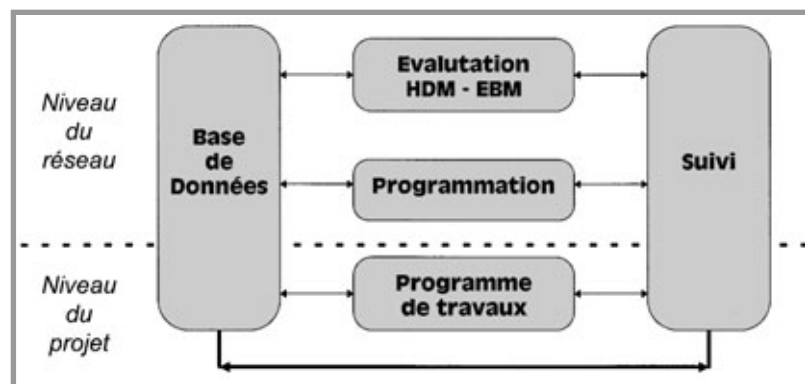 Niveau
du
réseau
Base
de
Données
Evalutation
HDM - EBM
Programmation
Suivi
Niveau
du
projet
Programme
de travaux